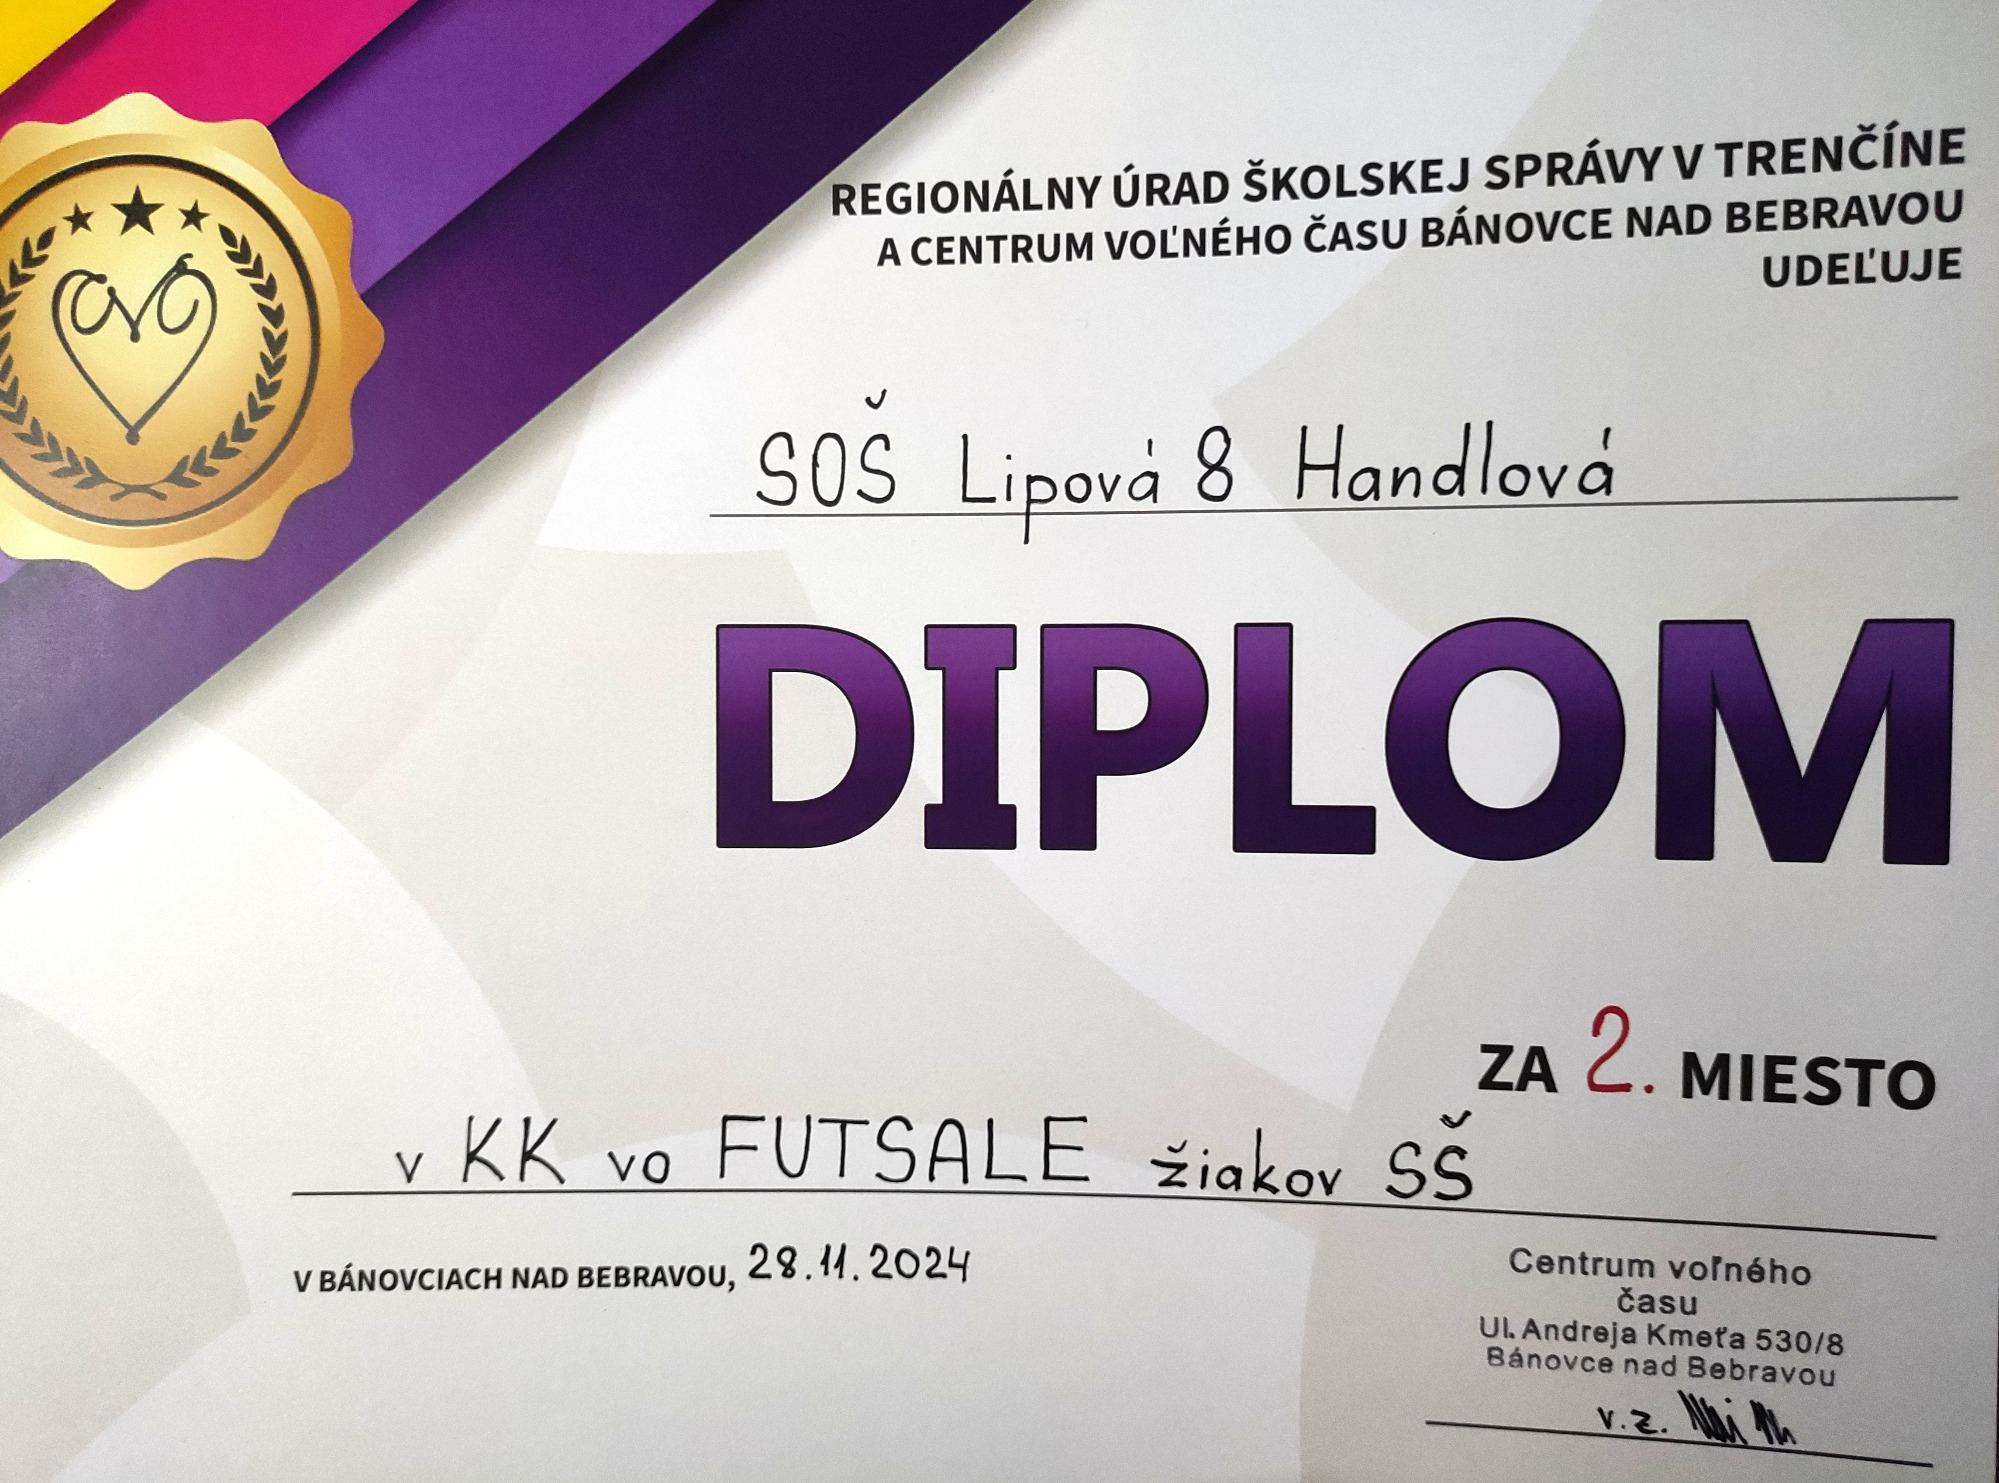 CVČ
REGIONÁLNY ÚRAD ŠKOLSKEJ SPRÁVY V TRENČÍNE
A CENTRUM VOĽNÉHO ČASU BÁNOVCE NAD BEBRAVOU
UDEĽUJE
SOŠ Lipová 8 Handlová
DIPLOM
ZA 2. MIESTO
v KK vo FUTSALE žiakov SŠ
V BÁNOVCIACH NAD BEBRAVOU, 28.11.2024
Centrum voľného
času
Ul. Andreja Kmeťa 530/8
Bánovce nad Bebravou
v.z.